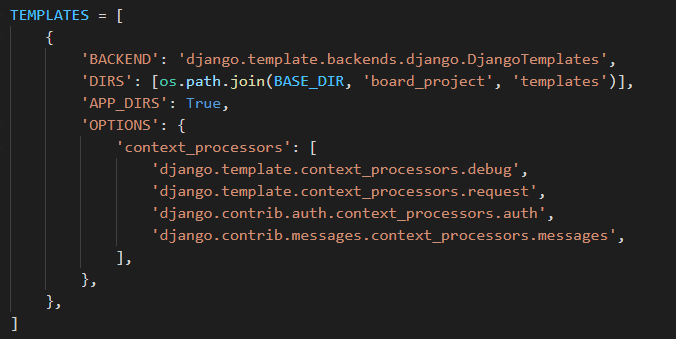 TEMPLATES = [
    {
        'BACKEND': 'django.template.backends.django.DjangoTemplates',
        'DIRS': [os.path.join(BASE_DIR, 'board_project', 'templates')],
        'APP_DIRS': True,
        'OPTIONS': {
            'context_processors': [
                'django.template.context_processors.debug',
                'django.template.context_processors.request',
                'django.contrib.auth.context_processors.auth',
                'django.contrib.messages.context_processors.messages',
            ],
        },
    },
]